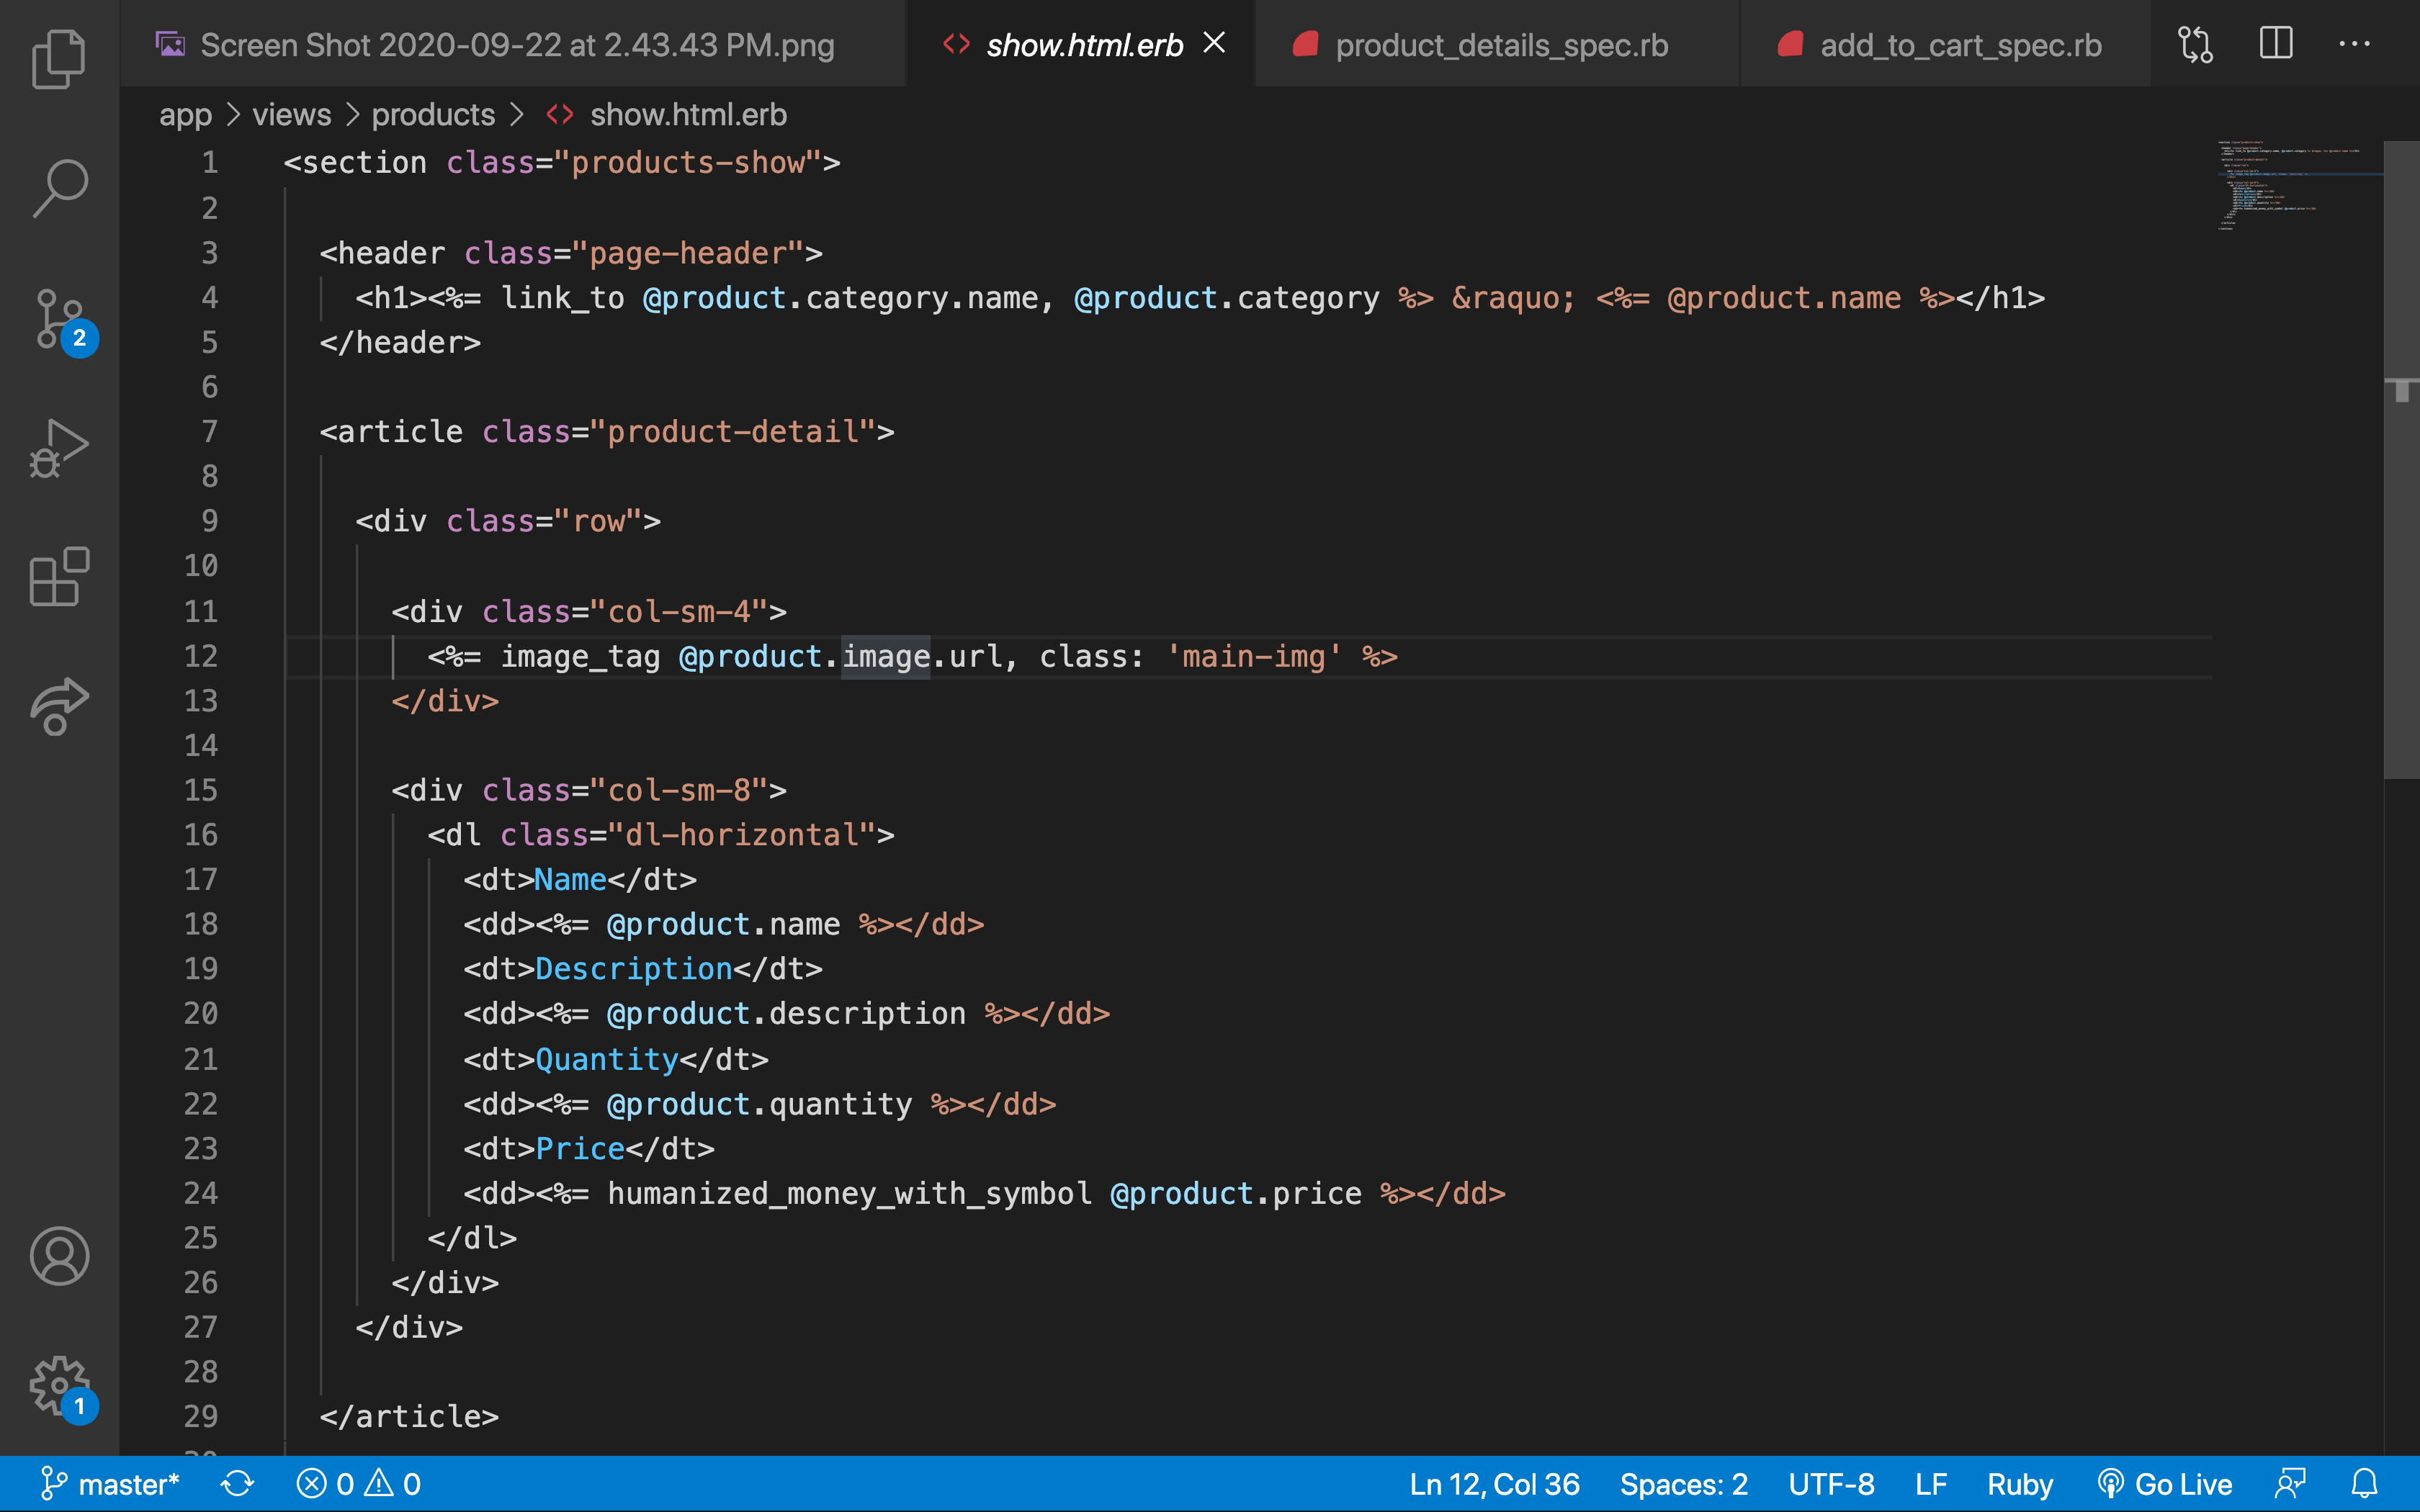 Screen Shot 2020-09-22 at 2.43.43 PM.png show.html.erb product_details_spec.rb add_to_cart_spec.rb
app > views > products > show.html.erb
1 <section class="products-show">
2
3 <header class="page-header">
4 <h1><%= link_to @product.category.name, @product.category %> &raquo; <%= @product.name %></h1>
5 </header>
6
7 <article class="product-detail">
8
9 <div class="row">
10
11 <div class="col-sm-4">
12 <%= image_tag @product.image.url, class: 'main-img' %>
13 </div>
14
15 <div class="col-sm-8">
16 <dl class="dl-horizontal">
17 <dt>Name</dt>
18 <dd><%= @product.name %></dd>
19 <dt>Description</dt>
20 <dd><%= @product.description %></dd>
21 <dt>Quantity</dt>
22 <dd><%= @product.quantity %></dd>
23 <dt>Price</dt>
24 <dd><%= humanized_money_with_symbol @product.price %></dd>
25 </dl>
26 </div>
27 </div>
28
29 </article>
2
1
master* 0 0 Ln 12, Col 36 Spaces: 2 UTF-8 LF Ruby Go Live